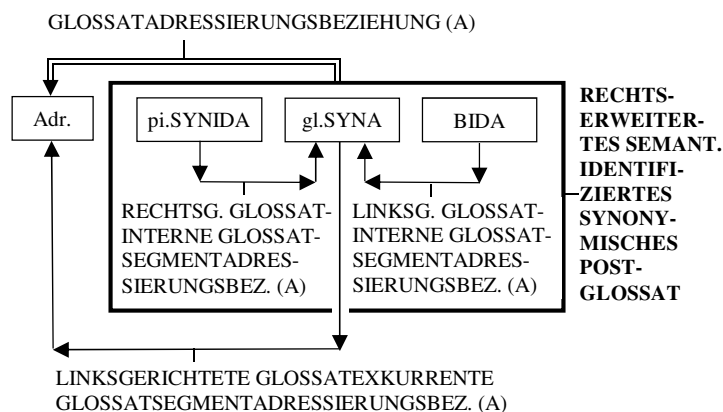 GLOSSATADRESSIERUNGSBEZIEHUNG (A)
Adr.
pi.SYNIDA
gl.SYNA
BIDA
RECHTSG. GLOSSAT-
INTERNE GLOSSAT-
SEGMENTADRES-
SIERUNGSBEZ. (A)
LINKSG. GLOSSAT-
INTERNE GLOSSAT-
SEGMENTADRES-
SIERUNGSBEZ. (A)
RECHTS-
ERWEITER-
TES SEMANT.
IDENTIFI-
ZIERTES
SYNONY-
MISCHES
POST-
GLOSSAT
LINKSGERICHTETE GLOSSATEXKURRENTE
GLOSSATSEGMENTADRESSIERUNGSBEZ. (A)